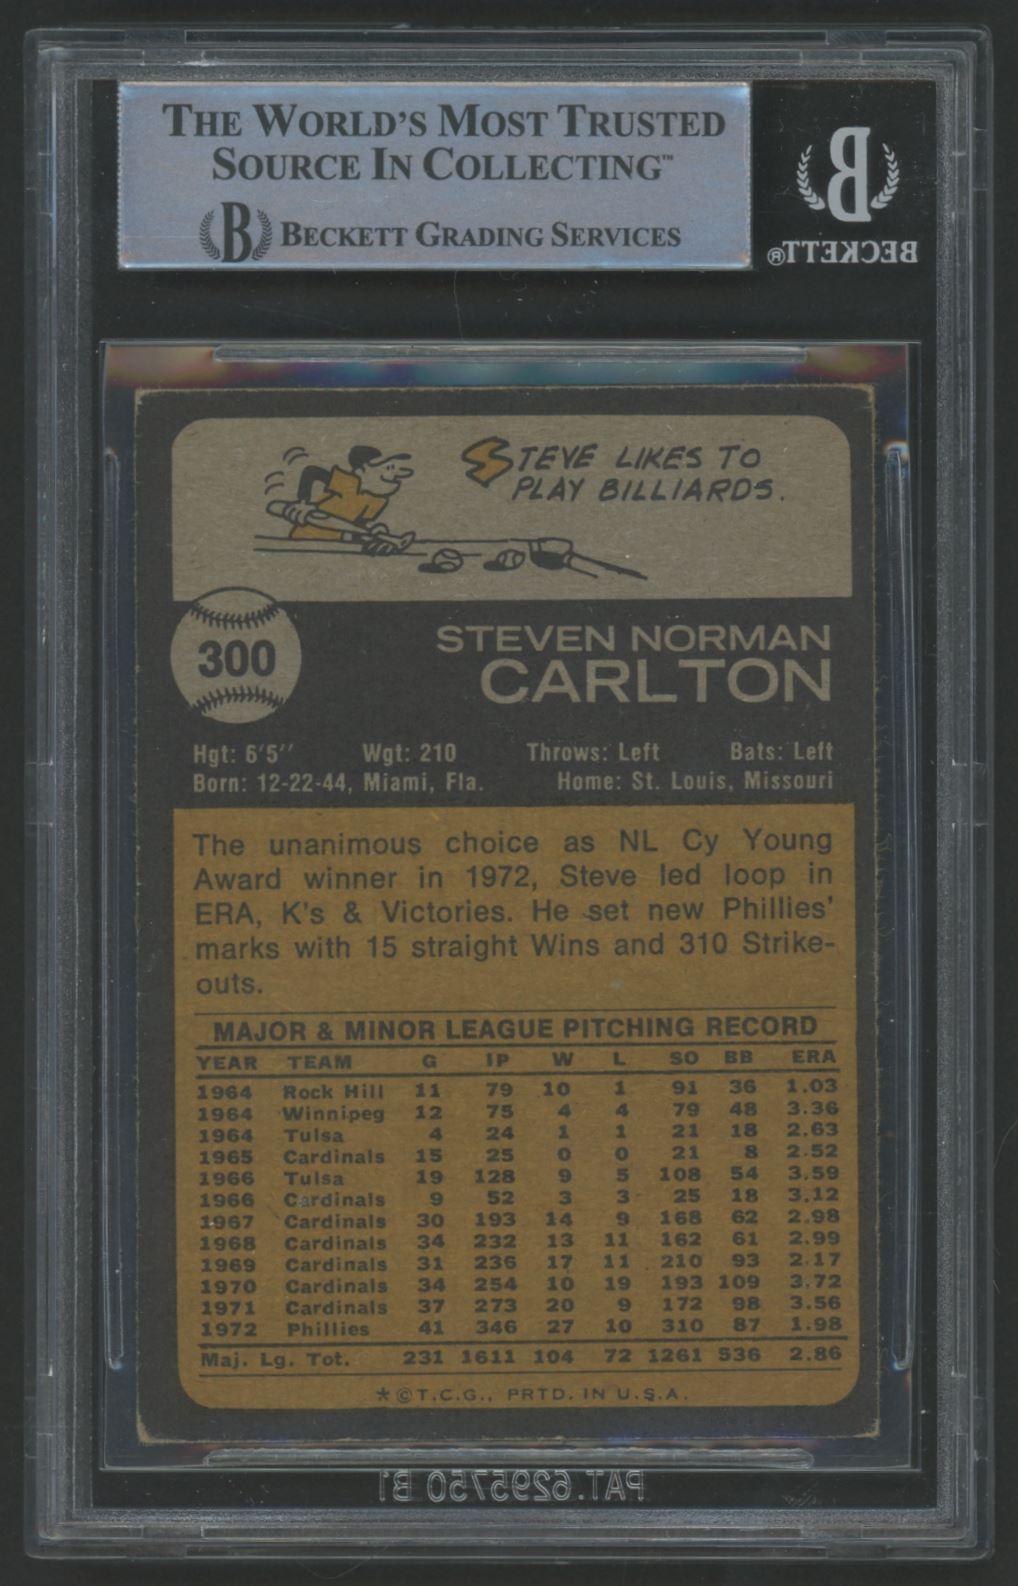 THE WORLD'S MOST TRUSTED
SOURCE IN COLLECTING™
B BECKETT GRADING SERVICES
B
BECKETT®
STEVE LIKES TO
PLAY BILLIARDS.
300
STEVEN NORMAN
CARLTON
Hgt: 6'5'' Wgt: 210 Throws: Left Bats: Left
Born: 12-22-44, Miami, Fla. Home: St. Louis, Missouri
The unanimous choice as NL Cy Young
Award winner in 1972, Steve led loop in
ERA, K's & Victories. He set new Phillies'
marks with 15 straight Wins and 310 Strike-
outs.
MAJOR & MINOR LEAGUE PITCHING RECORD
YEAR TEAM G IP W L SO BB ERA
1964 Rock Hill 11 79 10 1 91 36 1.03
1964 Winnipeg 12 75 4 4 79 48 3.36
1964 Tulsa 4 24 1 1 21 18 2.63
1965 Cardinals 15 25 0 0 21 8 2.52
1966 Tulsa 19 128 9 5 108 54 3.59
1966 Cardinals 9 52 3 3 25 18 3.12
1967 Cardinals 30 193 14 9 168 62 2.98
1968 Cardinals 34 232 13 11 162 61 2.99
1969 Cardinals 31 236 17 11 210 93 2.17
1970 Cardinals 34 254 10 19 193 109 3.72
1971 Cardinals 37 273 20 9 172 98 3.56
1972 Phillies 41 346 27 10 310 87 1.98
Maj. Lg. Tot. 231 1611 104 72 1261 536 2.86
*©T.C.G., PRTD. IN U.S.A.
PAT.6295750 B1